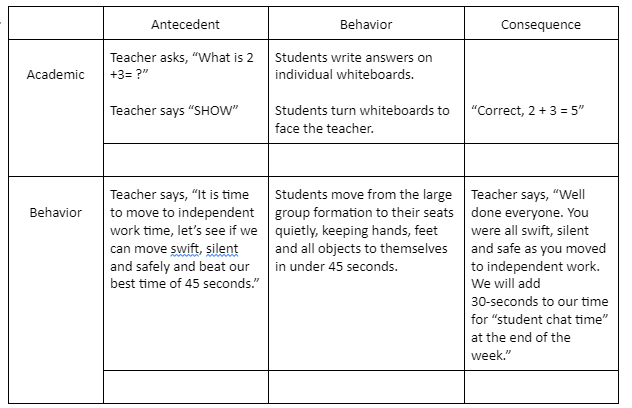 Antecedent
Behavior
Consequence
Academic
Teacher asks, “What is 2
+3= ?”
Teacher says “SHOW”
Students write answers on
individual whiteboards.
Students turn whiteboards to
face the teacher.
“Correct, 2 + 3 = 5”
Behavior
Teacher says, “It is time
to move to independent
work time, let’s see if we
can move swift, silent
and safely and beat our
best time of 45 seconds.”
Students move from the large
group formation to their seats
quietly, keeping hands, feet
and all objects to themselves
in under 45 seconds.
Teacher says, “Well
done everyone. You
were all swift, silent
and safe as you moved
to independent work.
We will add
30-seconds to our time
for “student chat time”
at the end of the
week.”